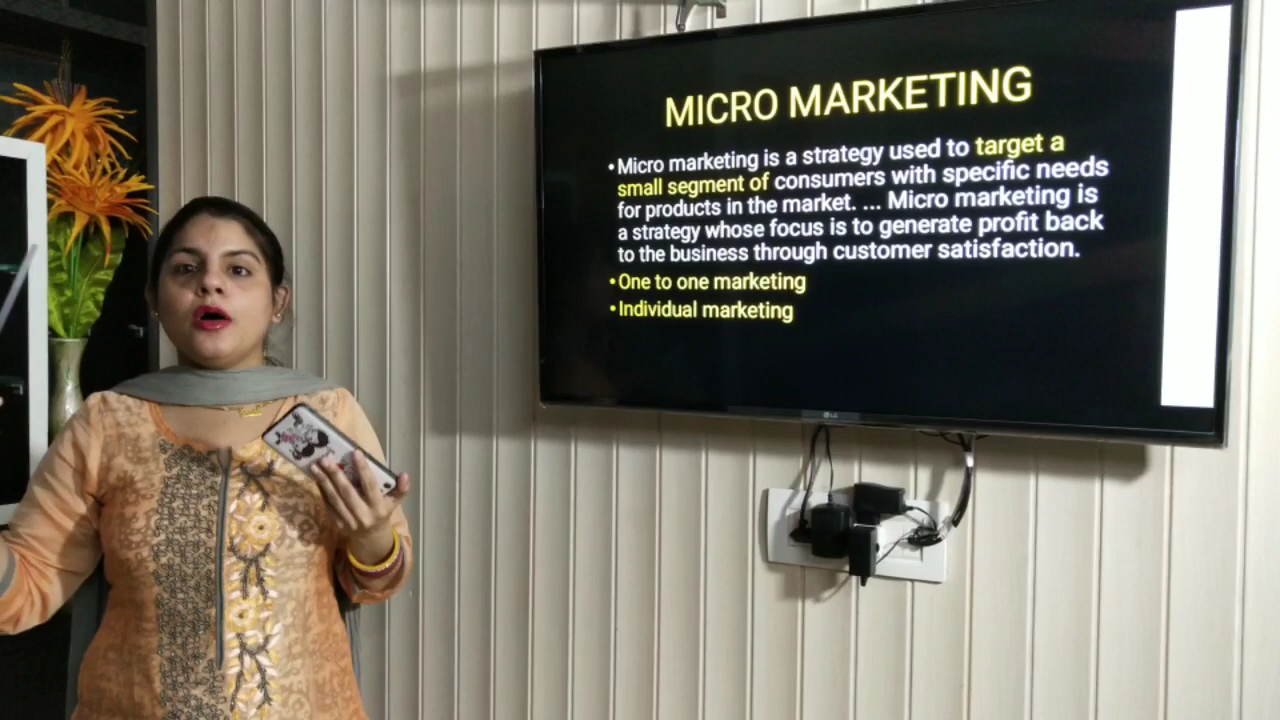 MICRO MARKETING
•Micro marketing is a strategy used to target a
small segment of consumers with specific needs
for products in the market. ... Micro marketing is
a strategy whose focus is to generate profit back
to the business through customer satisfaction.
•One to one marketing
•Individual marketing
LG